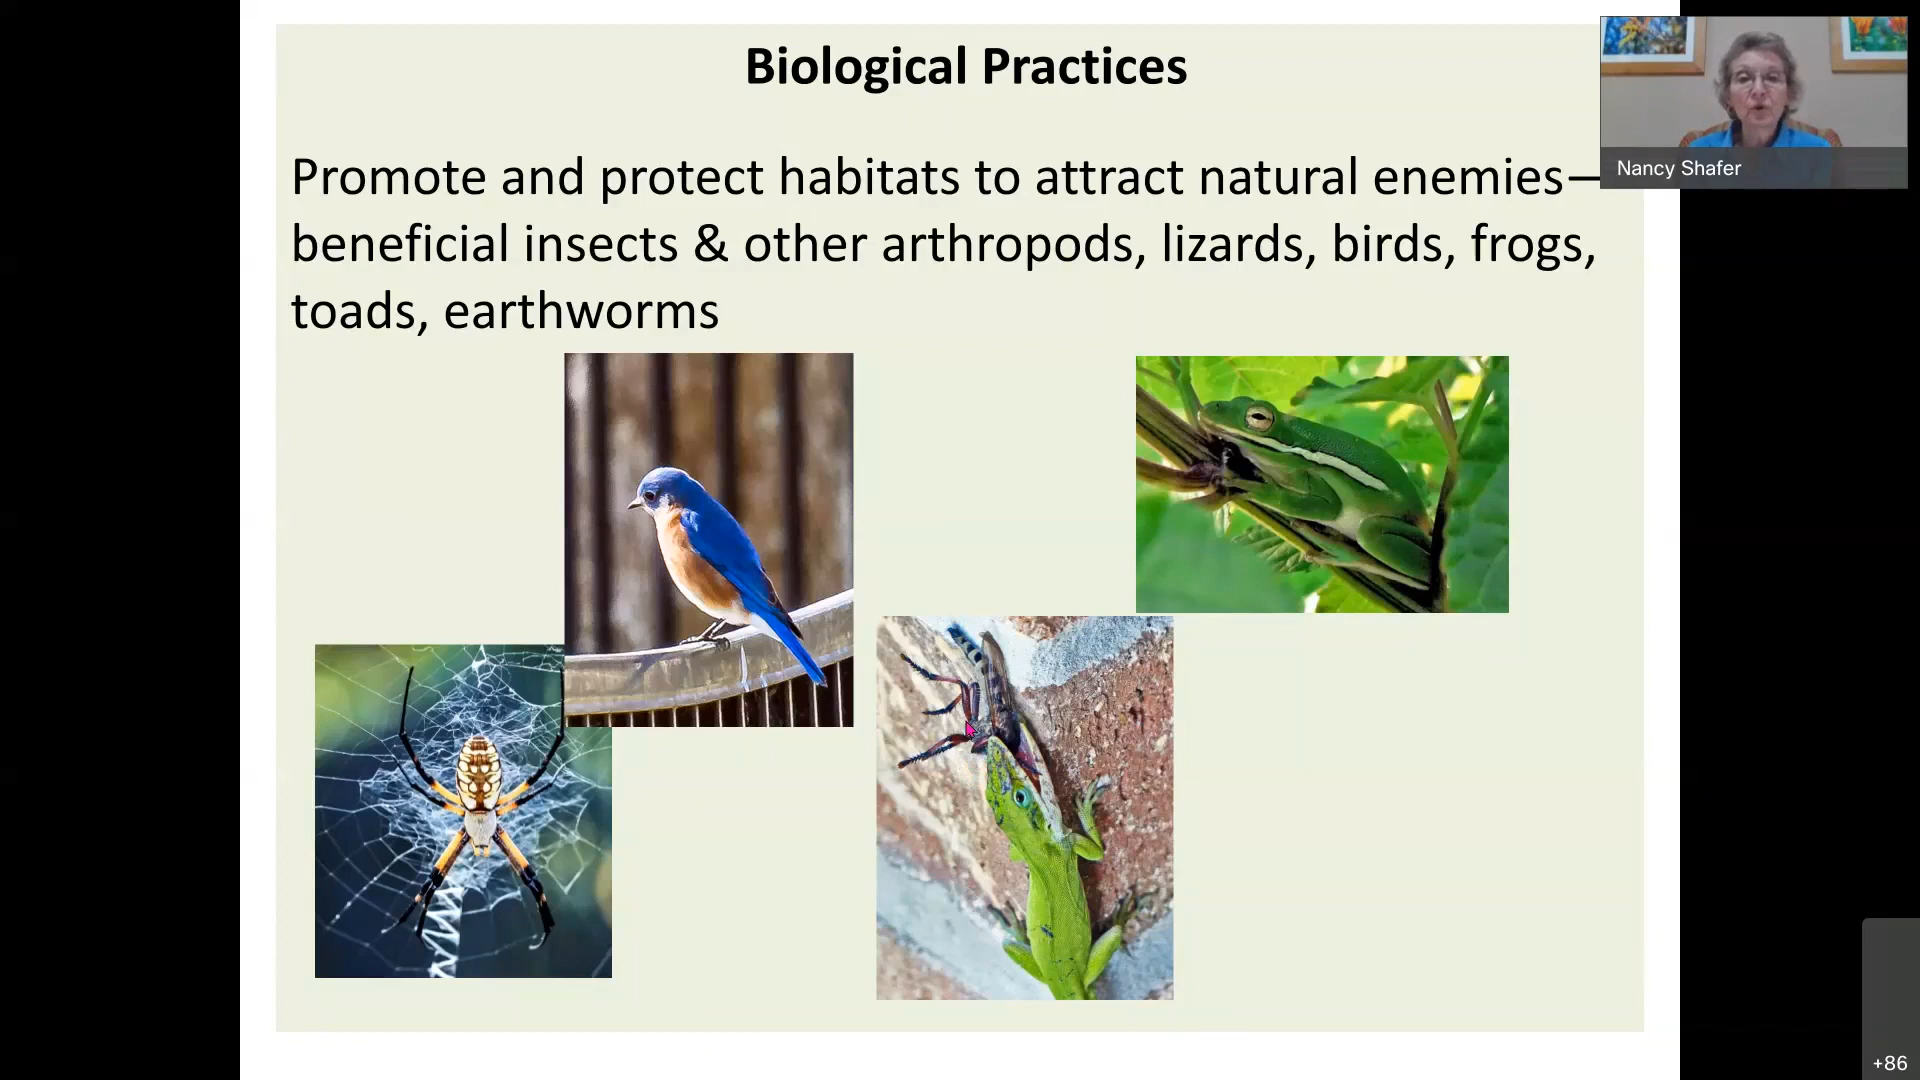 Biological Practices
Promote and protect habitats to attract natural enemies—
beneficial insects & other arthropods, lizards, birds, frogs,
toads, earthworms
Nancy Shafer
+86